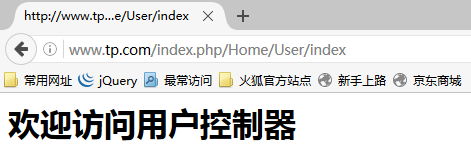 http://www.tp...e/User/index
www.tp.com/index.php/Home/User/index
常用网址 jQuery 最常访问 火狐官方站点 新手上路 京东商城
欢迎访问用户控制器